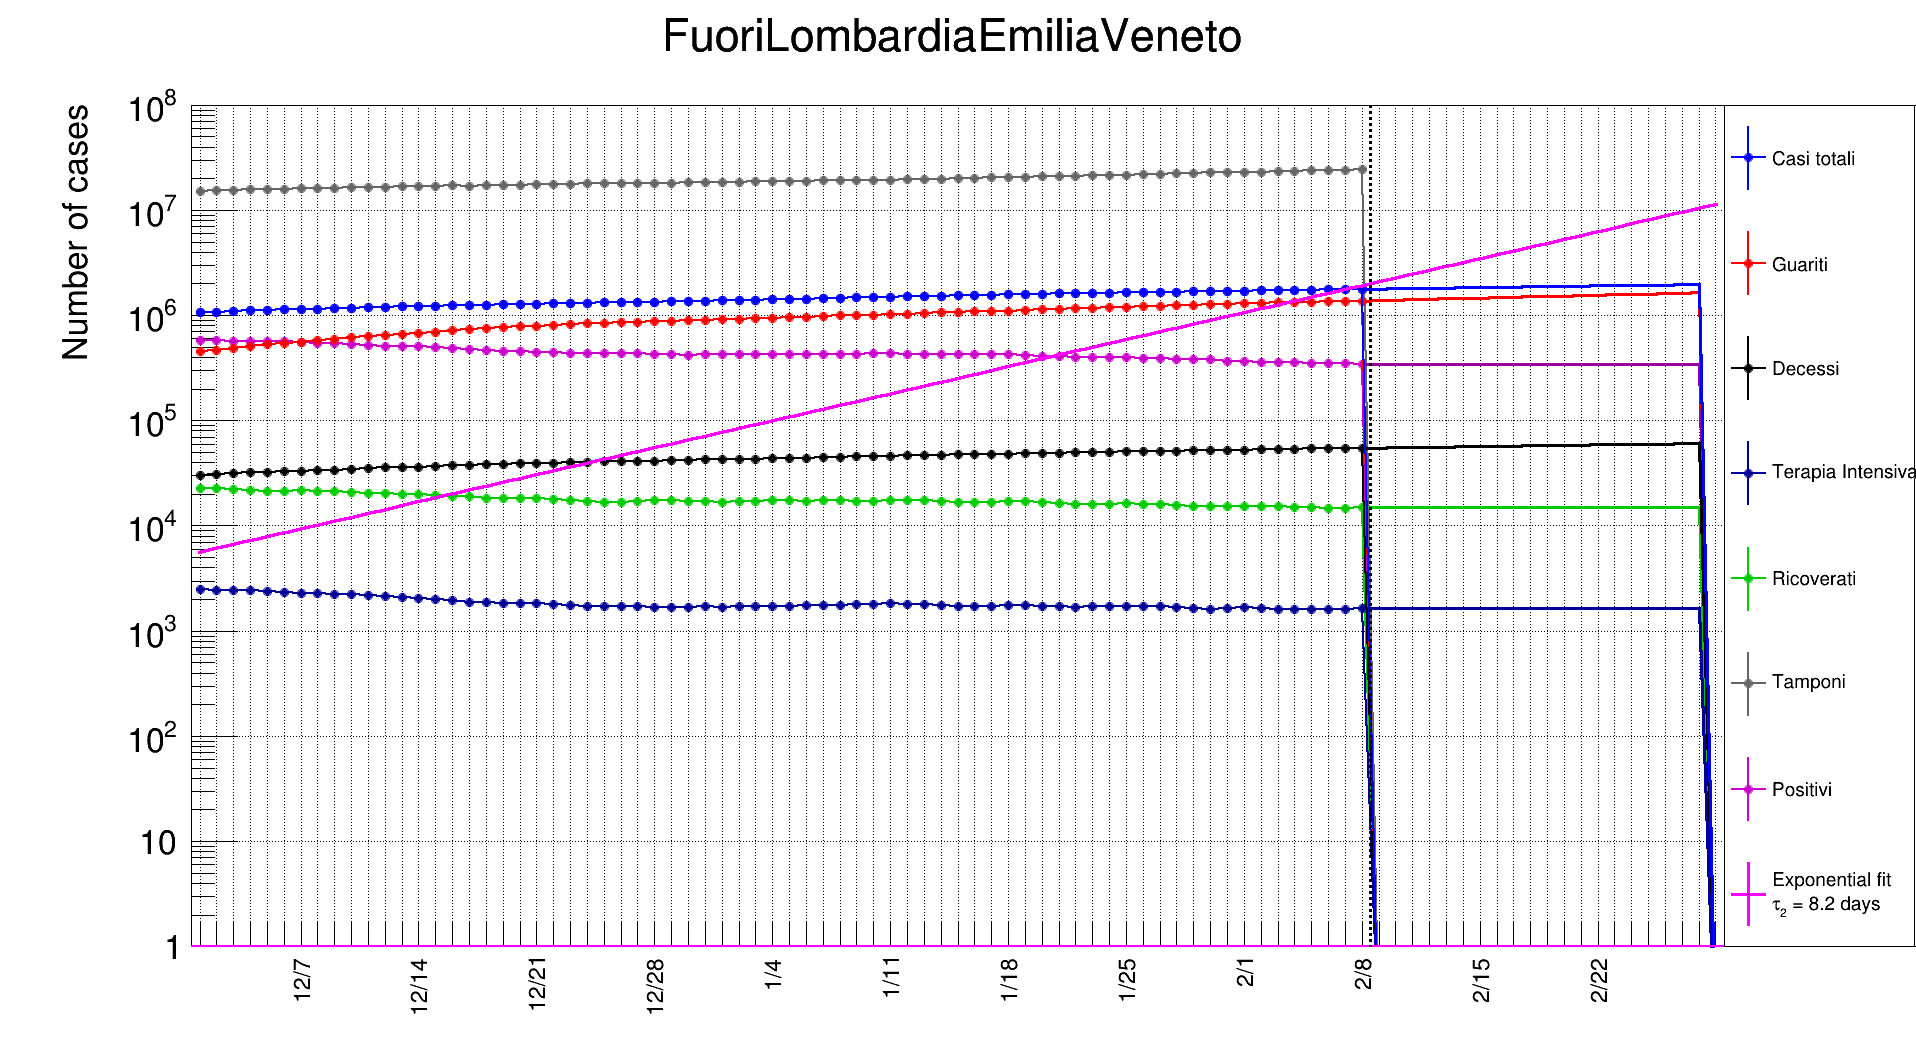 FuoriLombardiaEmiliaVeneto
Number of cases
10^8
10^7
10^6
10^5
10^4
10^3
10^2
10
1
12/7
12/14
12/21
12/28
1/4
1/11
1/18
1/25
2/1
2/8
2/15
2/22
Casi totali
Guariti
Decessi
Terapia Intensiva
Ricoverati
Tamponi
Positivi
Exponential fit
τ₂ = 8.2 days